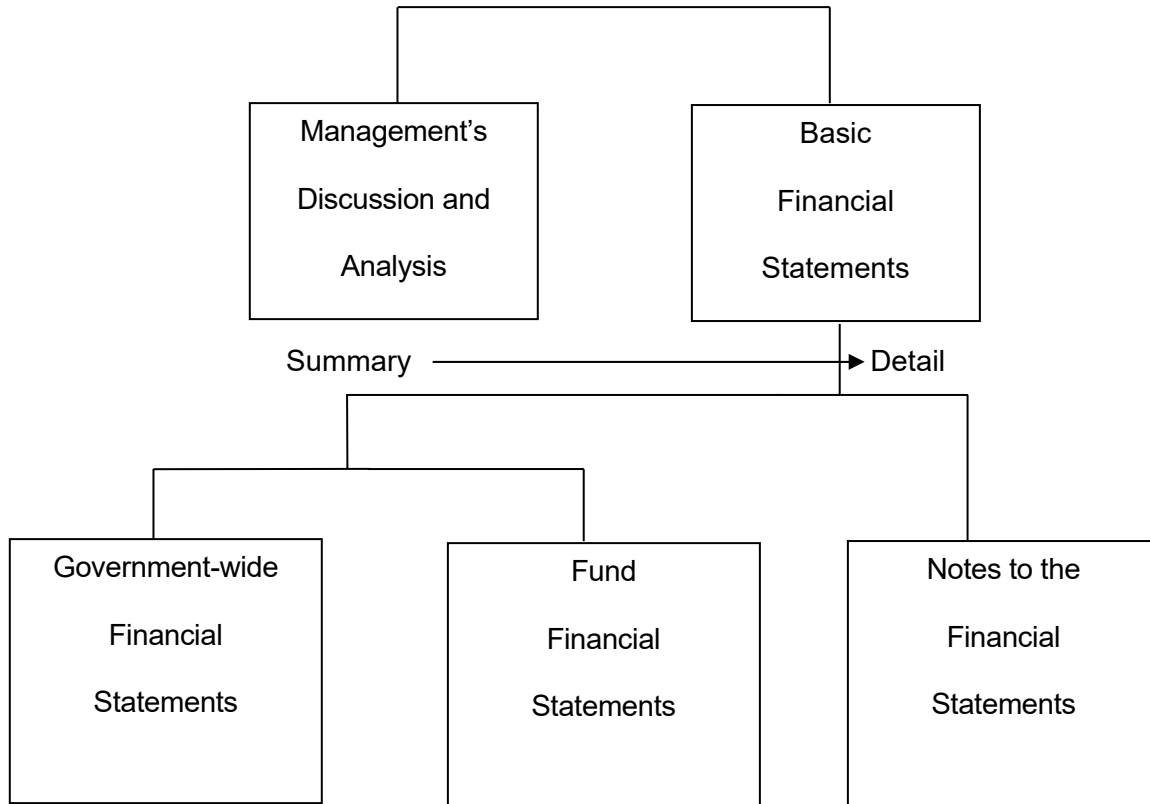 Management’s
Discussion and
Analysis
Basic
Financial
Statements
Summary
Detail
Government-wide
Financial
Statements
Fund
Financial
Statements
Notes to the
Financial
Statements